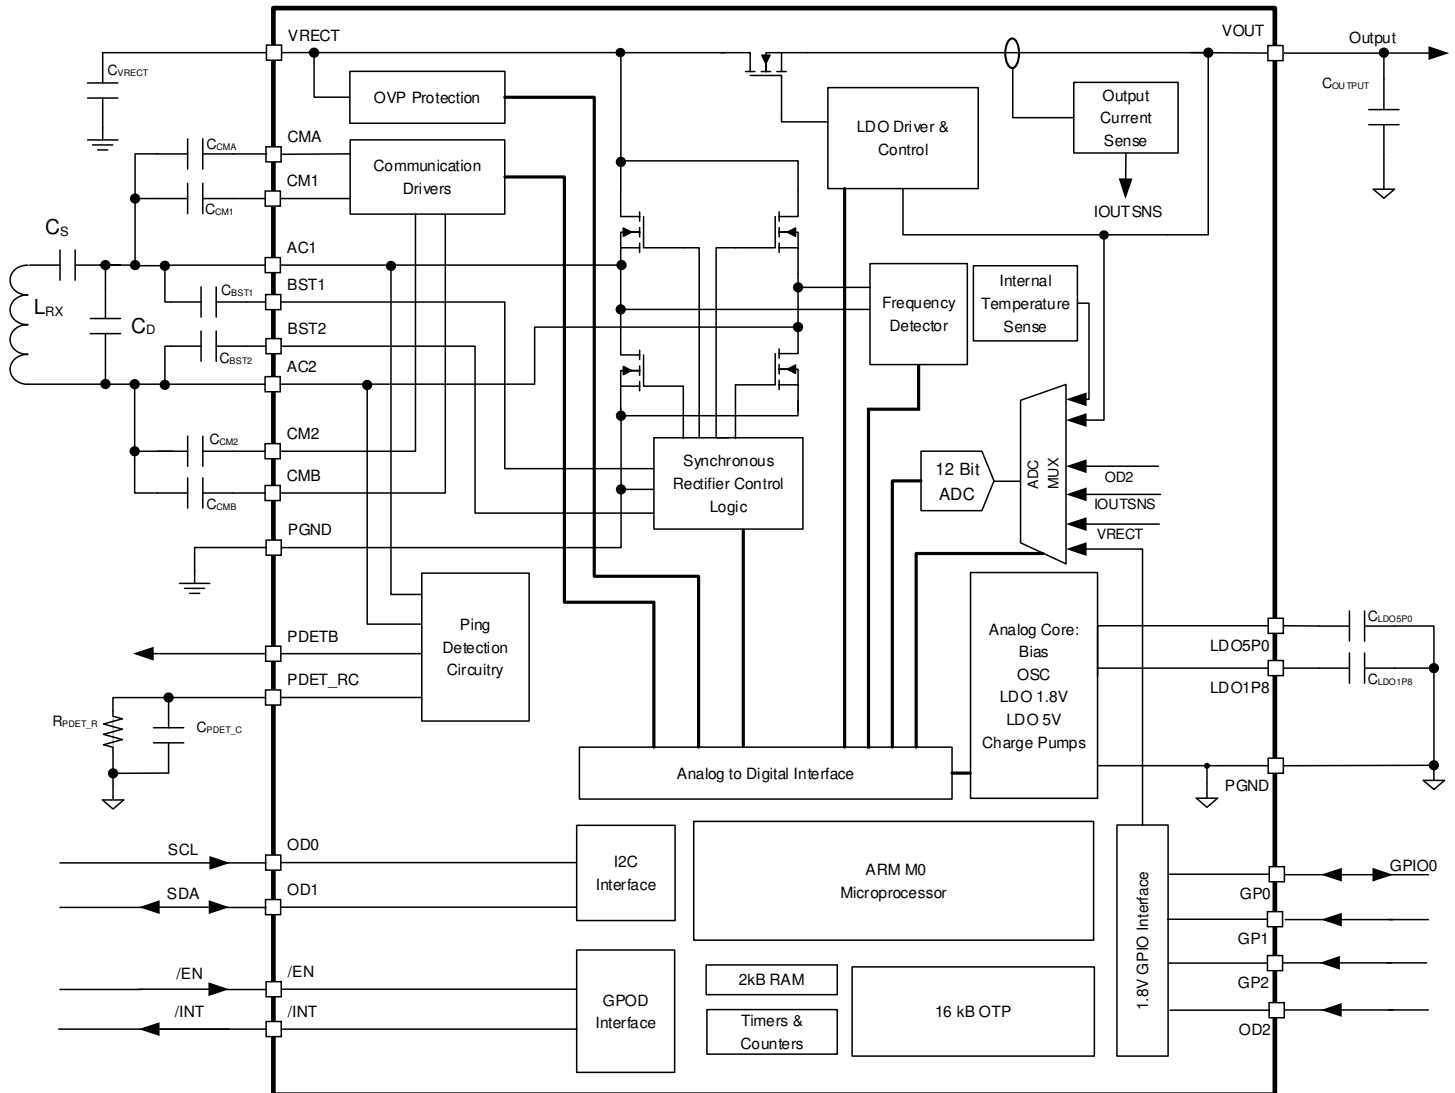 VRECT
VOUT
Output
CVRECT
OVP Protection
COUTPUT
Output
Current
Sense
LDO Driver &
Control
CMA
CCMA
Communication
Drivers
CM1
CCM1
IOUTSNS
CS
AC1
BST1
CBST1
LRX
CD
BST2
CBST2
AC2
Frequency
Detector
Internal
Temperature
Sense
CM2
CCM2
CMB
CCMB
Synchronous
Rectifier Control
Logic
12 Bit
ADC
ADC
MUX
OD2
IOUTSNS
VRECT
PGND
Ping
Detection
Circuitry
PDETB
PDET_RC
RPDET_R
CPDET_C
Analog Core:
Bias
OSC
LDO 1.8V
LDO 5V
Charge Pumps
CLDO5P0
LDO5P0
CLDO1P8
LDO1P8
PGND
Analog to Digital Interface
SCL
OD0
SDA
OD1
I2C
Interface
ARM M0
Microprocessor
1.8V GPIO Interface
GPIO0
GP0
GP1
GP2
OD2
/EN
/EN
/INT
/INT
GPOD
Interface
2kB RAM
Timers &
Counters
16 kB OTP